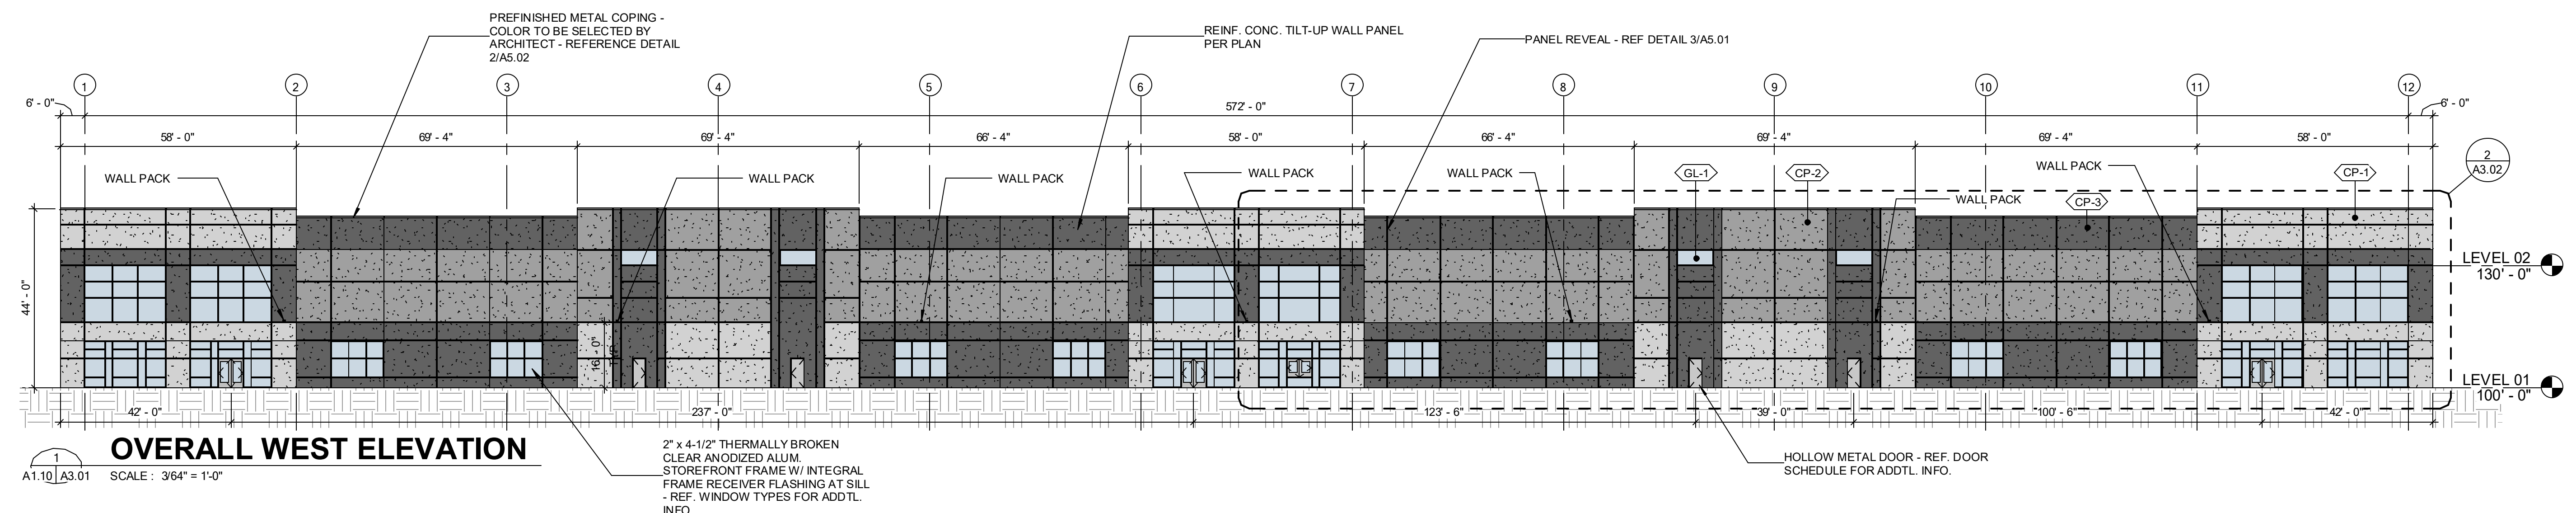 PREFINISHED METAL COPING -
COLOR TO BE SELECTED BY
ARCHITECT - REFERENCE DETAIL
2/A5.02
REINF. CONC. TILT-UP WALL PANEL
PER PLAN
PANEL REVEAL - REF DETAIL 3/A5.01
1
2
3
4
5
6
7
8
9
10
11
12
6' - 0"
572' - 0"
6' - 0"
58' - 0"
69' - 4"
69' - 4"
66' - 4"
58' - 0"
66' - 4"
69' - 4"
69' - 4"
58' - 0"
2
A3.02
WALL PACK
WALL PACK
WALL PACK
WALL PACK
WALL PACK
GL-1
CP-2
WALL PACK
WALL PACK
CP-3
CP-1
44' - 0"
16' - 0"
TYP.
LEVEL 02
130' - 0"
LEVEL 01
100' - 0"
42' - 0"
237' - 0"
123' - 6"
39' - 0"
100' - 6"
42' - 0"
1
A1.10
A3.01
OVERALL WEST ELEVATION
SCALE : 3/64" = 1'-0"
2" x 4-1/2" THERMALLY BROKEN
CLEAR ANODIZED ALUM.
STOREFRONT FRAME W/ INTEGRAL
FRAME RECEIVER FLASHING AT SILL
- REF. WINDOW TYPES FOR ADDTL.
INFO
HOLLOW METAL DOOR - REF. DOOR
SCHEDULE FOR ADDTL. INFO.